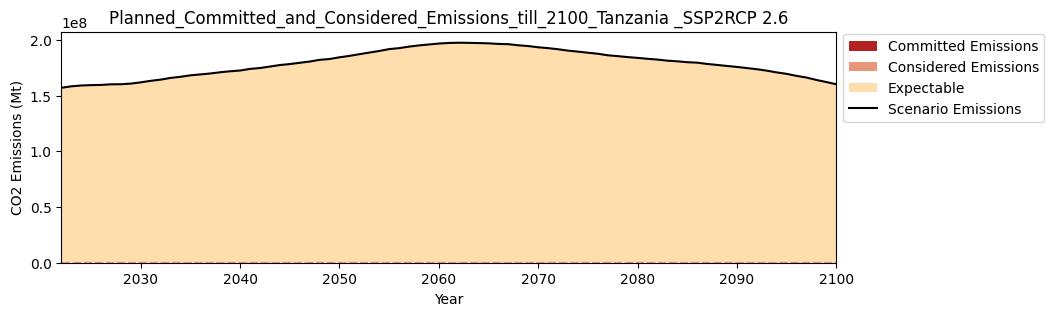 Planned_Committed_and_Considered_Emissions_till_2100_Tanzania _SSP2RCP 2.6
1e8
2.0
1.5
1.0
0.5
0.0
CO2 Emissions (Mt)
2030 2040 2050 2060 2070 2080 2090 2100
Year
Committed Emissions
Considered Emissions
Expectable
Scenario Emissions